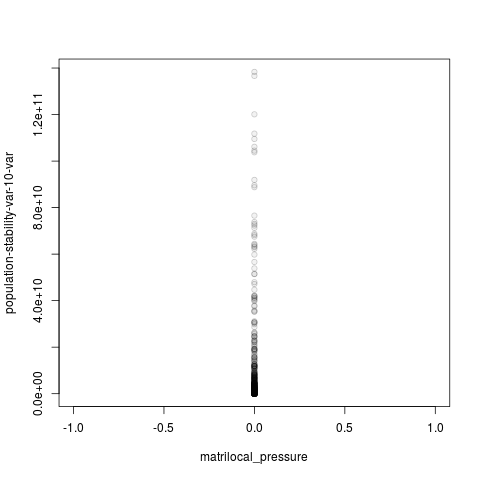 population-stability-var-10-var
1.2e+11
8.0e+10
4.0e+10
0.0e+00
-1.0
-0.5
0.0
0.5
1.0
matrilocal_pressure